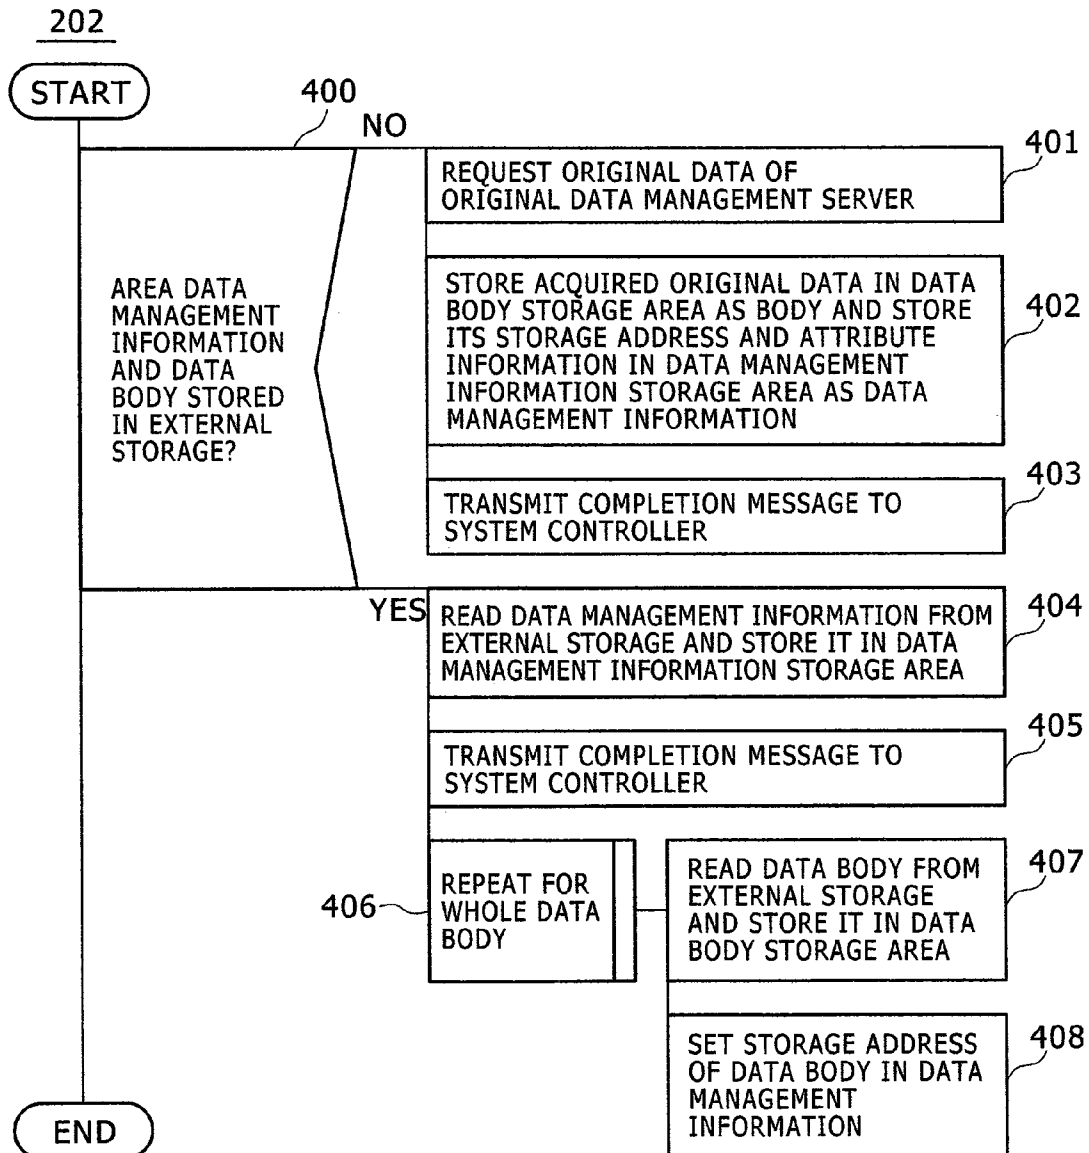 202
START
400
NO
401
REQUEST ORIGINAL DATA OF
ORIGINAL DATA MANAGEMENT SERVER
AREA DATA
MANAGEMENT
INFORMATION
AND DATA
BODY STORED
IN EXTERNAL
STORAGE?
402
STORE ACQUIRED ORIGINAL DATA IN DATA
BODY STORAGE AREA AS BODY AND STORE
ITS STORAGE ADDRESS AND ATTRIBUTE
INFORMATION IN DATA MANAGEMENT
INFORMATION STORAGE AREA AS DATA
MANAGEMENT INFORMATION
403
TRANSMIT COMPLETION MESSAGE TO
SYSTEM CONTROLLER
YES
404
READ DATA MANAGEMENT INFORMATION FROM
EXTERNAL STORAGE AND STORE IT IN DATA
MANAGEMENT INFORMATION STORAGE AREA
405
TRANSMIT COMPLETION MESSAGE TO
SYSTEM CONTROLLER
406
REPEAT FOR
WHOLE DATA
BODY
407
READ DATA BODY FROM
EXTERNAL STORAGE
AND STORE IT IN DATA
BODY STORAGE AREA
408
SET STORAGE ADDRESS
OF DATA BODY IN DATA
MANAGEMENT
INFORMATION
END